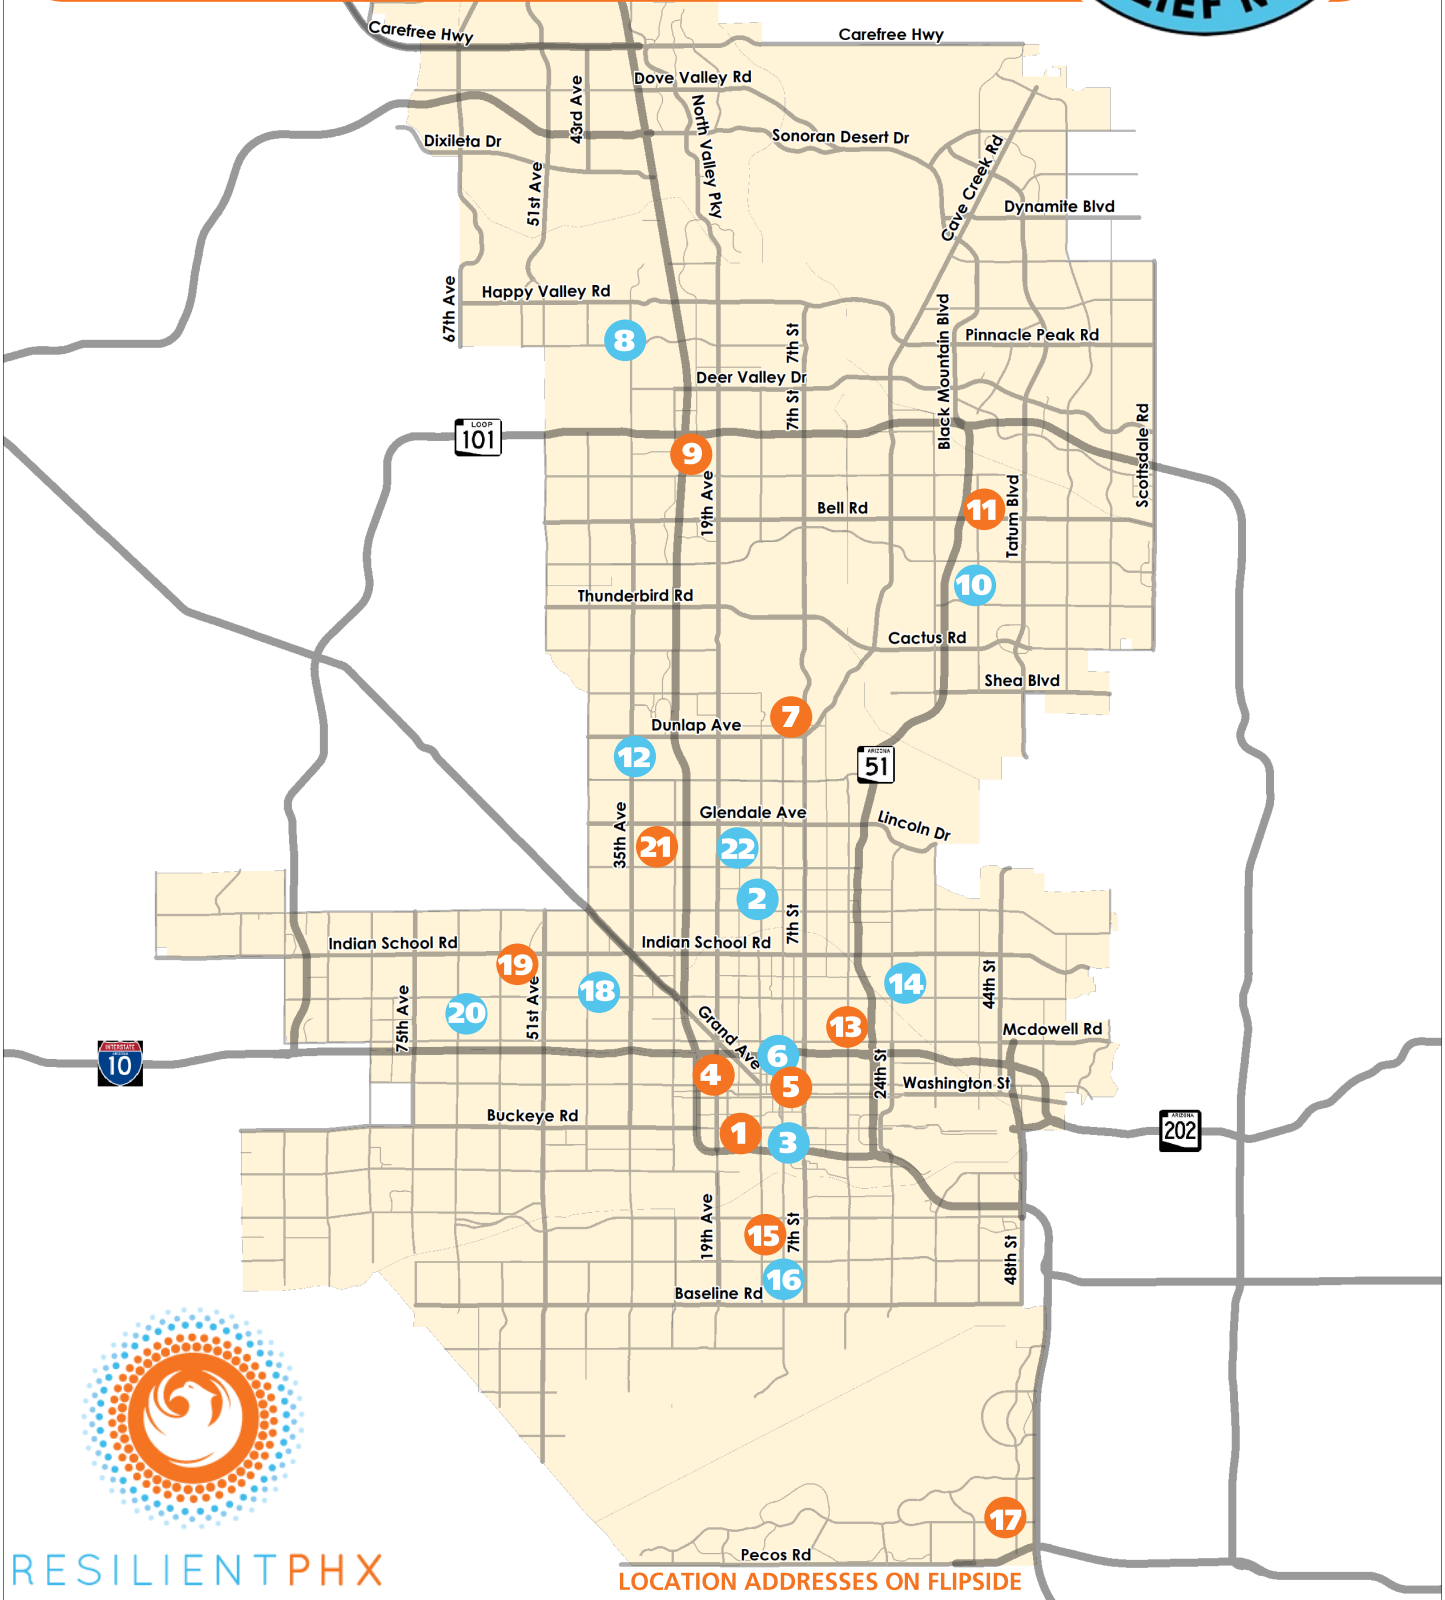 LIEF N
Carefree Hwy
Carefree Hwy
Dove Valley Rd
43rd Ave
North Valley Pky
Dixileta Dr
Sonoran Desert Dr
51st Ave
Cave Creek Rd
Dynamite Blvd
67th Ave
Happy Valley Rd
8
7th St
Black Mountain Blvd
Pinnacle Peak Rd
Deer Valley Dr
7th St
LOOP
101
Scottsdale Rd
9
19th Ave
Bell Rd
11
Tatum Blvd
10
Thunderbird Rd
Cactus Rd
Shea Blvd
7
Dunlap Ave
12
ARIZONA
51
35th Ave
Glendale Ave
Lincoln Dr
21
22
2
7th St
Indian School Rd
Indian School Rd
19
51st Ave
18
14
44th St
75th Ave
20
Grand Ave
13
Mcdowell Rd
INTERSTATE
ARIZONA
10
6
4
5
24th St
Washington St
Buckeye Rd
1
3
ARIZONA
202
19th Ave
15
7th St
48th St
16
Baseline Rd
17
Pecos Rd
RESILIENTPHX
LOCATION ADDRESSES ON FLIPSIDE